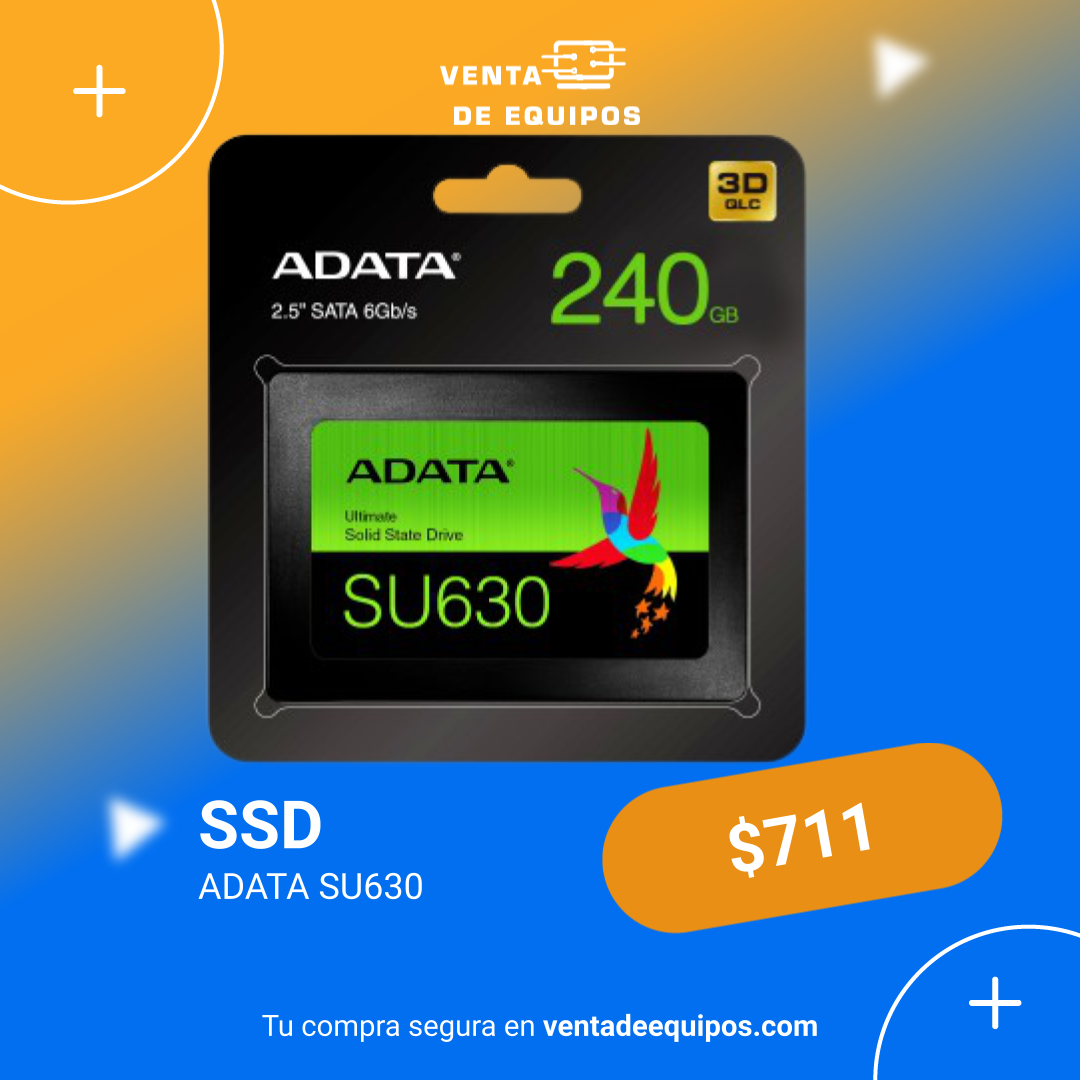 VENTA
DE EQUIPOS
3D
QLC
ADATA®
2.5" SATA 6Gb/s
240GB
ADATA®
Ultimate
Solid State Drive
SU630
SSD
ADATA SU630
$711
Tu compra segura en ventadeequipos.com